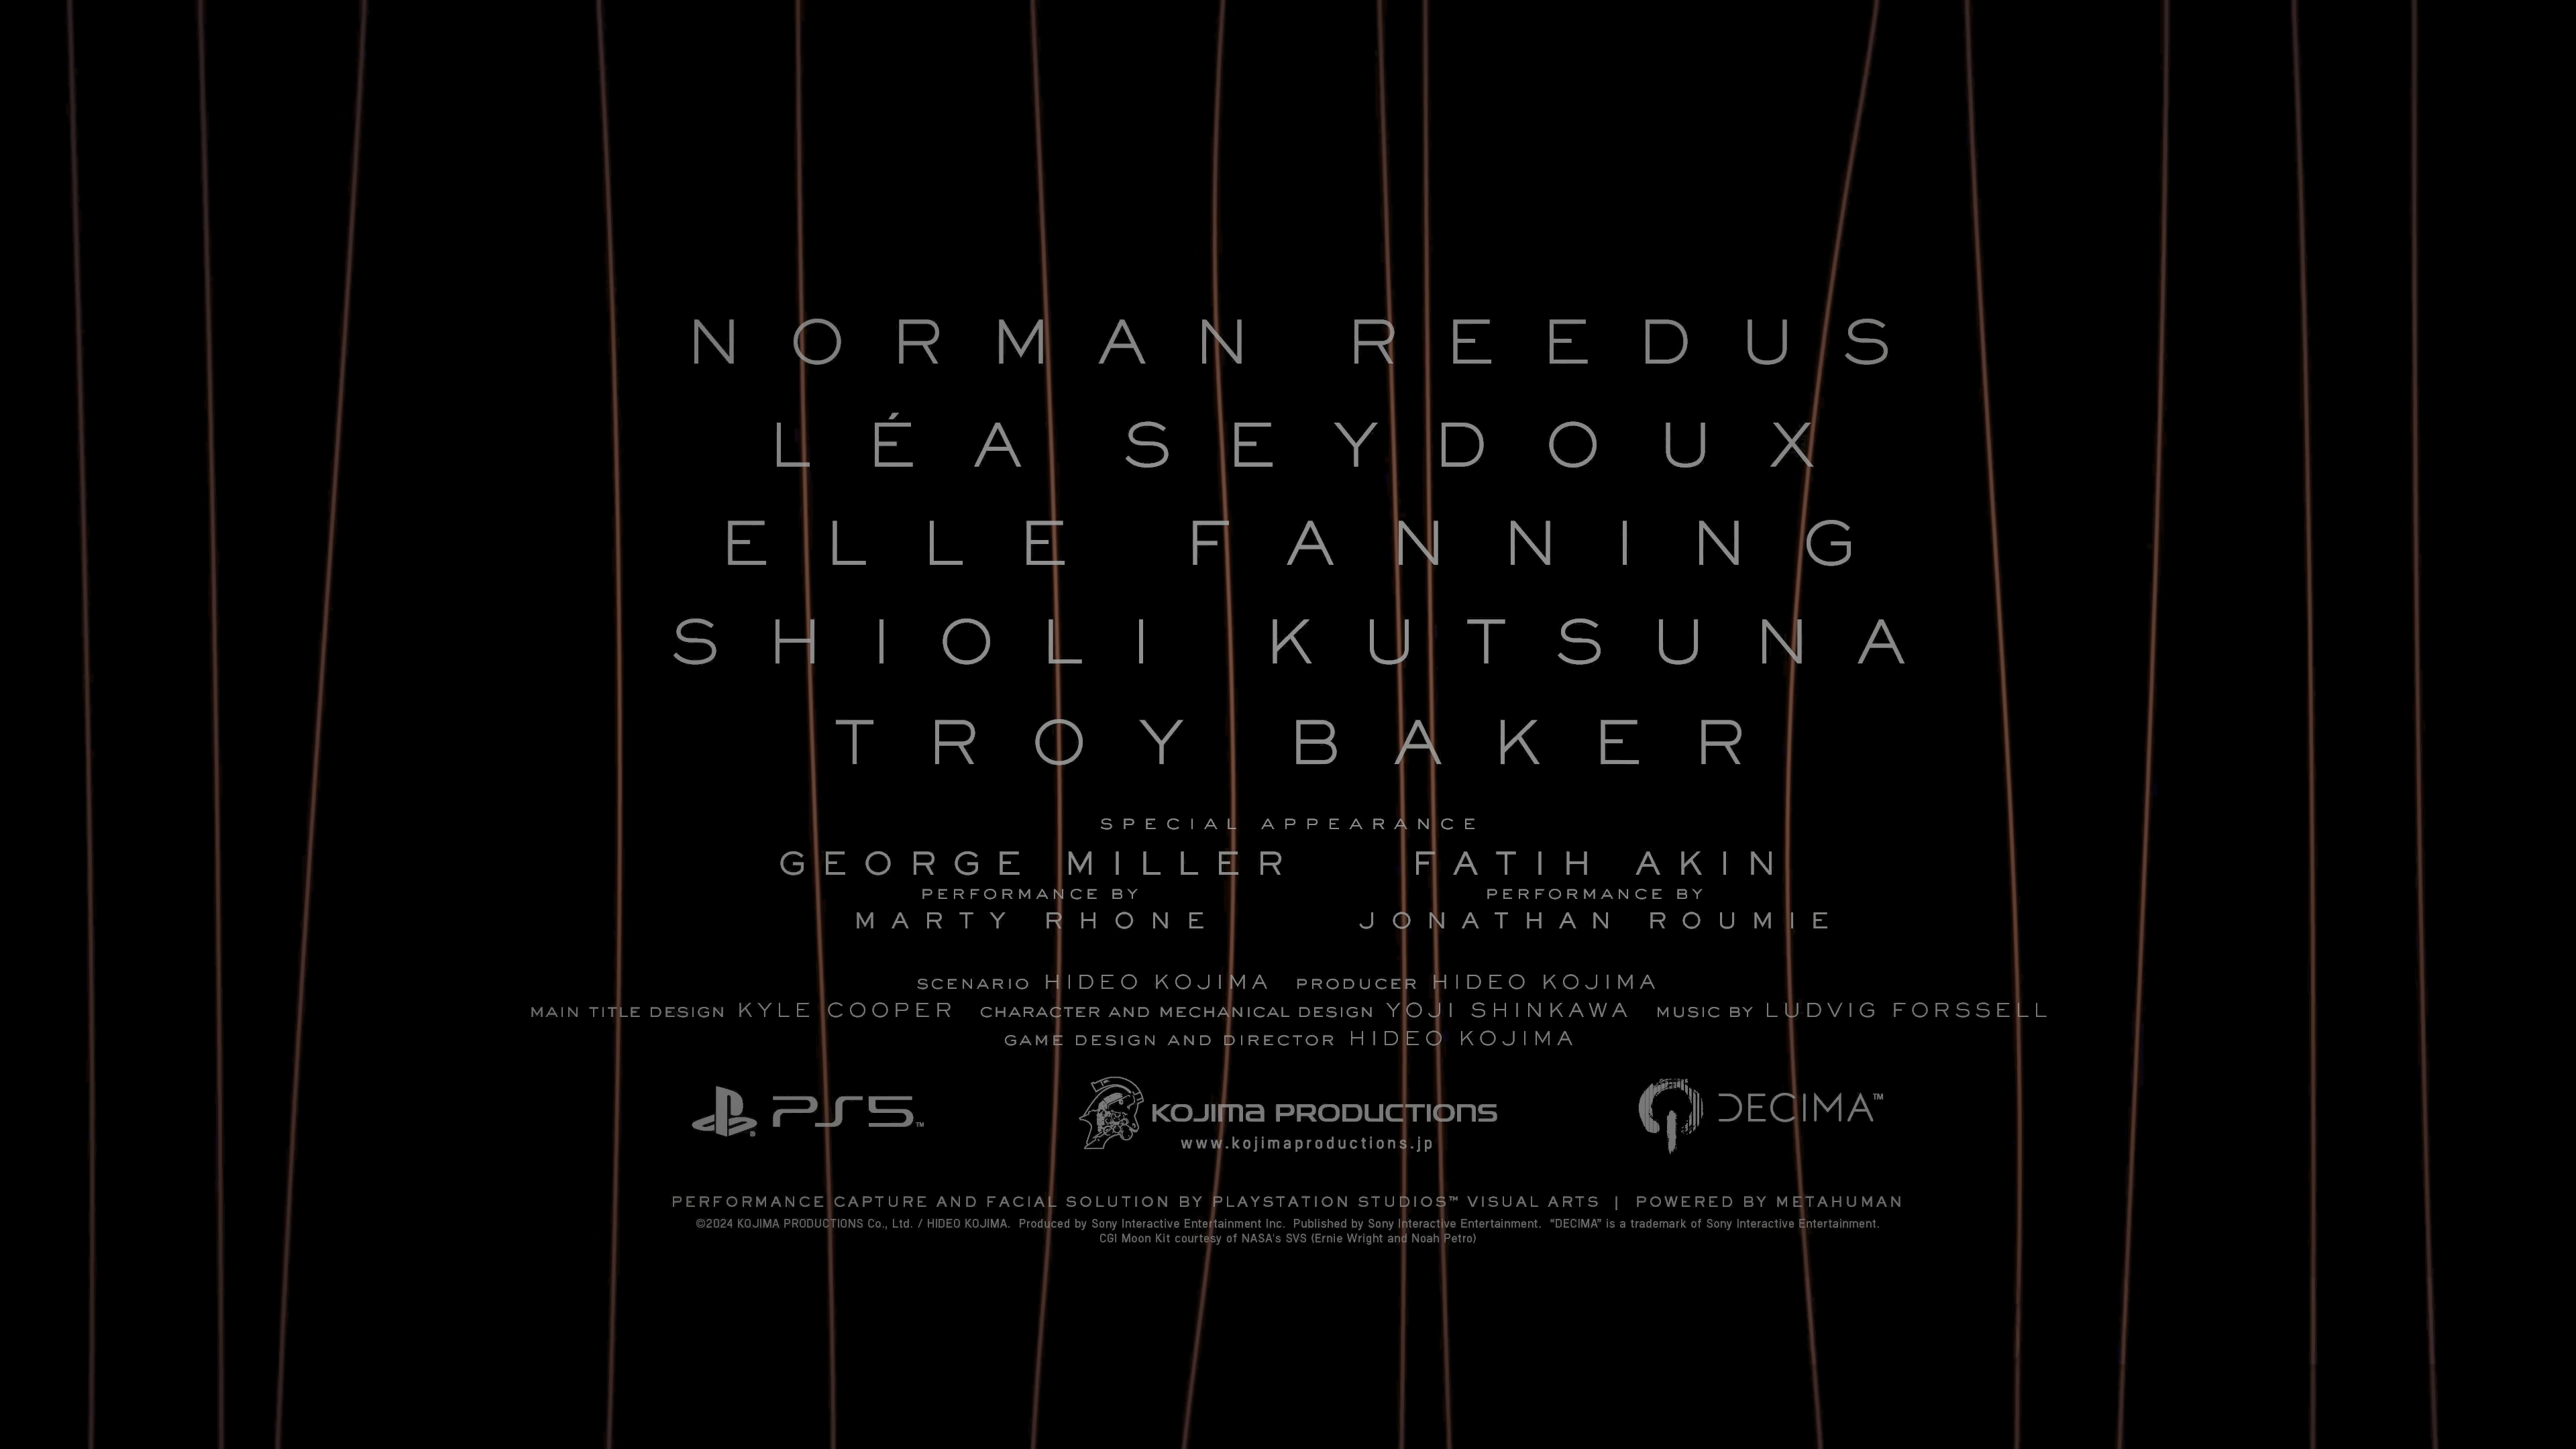 NORMAN REEDUS
LÉA SEYDOUX
ELLE FANNING
SHIOLI KUTSUNA
TROY BAKER
SPECIAL APPEARANCE
GEORGE MILLER FATIH AKIN
PERFORMANCE BY PERFORMANCE BY
MARTY RHONE JONATHAN ROUMIE
SCENARIO HIDEO KOJIMA PRODUCER HIDEO KOJIMA
MAIN TITLE DESIGN KYLE COOPER CHARACTER AND MECHANICAL DESIGN YOJI SHINKAWA MUSIC BY LUDVIG FORSSELL
GAME DESIGN AND DIRECTOR HIDEO KOJIMA
PS5™ KOJIMA PRODUCTIONS DECIMA™
www.kojimaproductions.jp
PERFORMANCE CAPTURE AND FACIAL SOLUTION BY PLAYSTATION STUDIOS™ VISUAL ARTS | POWERED BY METAHUMAN
©2024 KOJIMA PRODUCTIONS Co., Ltd. / HIDEO KOJIMA. Produced by Sony Interactive Entertainment Inc. Published by Sony Interactive Entertainment. “DECIMA” is a trademark of Sony Interactive Entertainment.
CGI Moon Kit courtesy of NASA's SVS (Ernie Wright and Noah Petro)